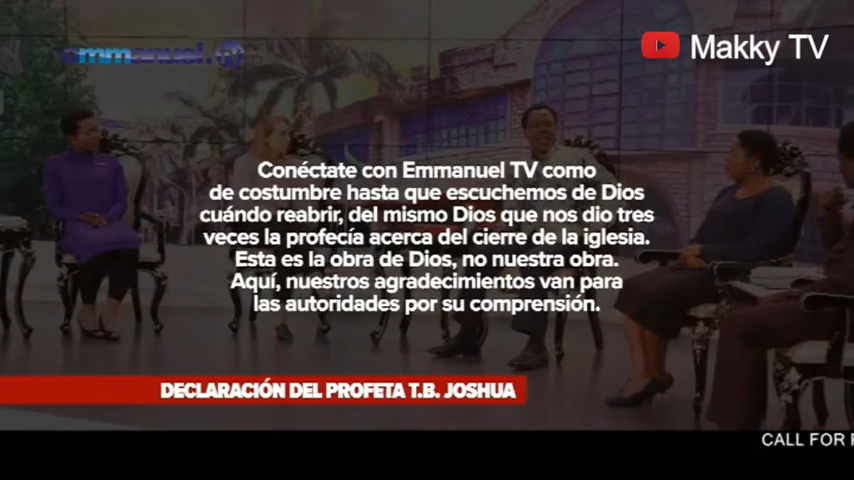 emmanuel.TV
Makky TV
Conéctate con Emmanuel TV como
de costumbre hasta que escuchemos de Dios
cuándo reabrir, del mismo Dios que nos dio tres
veces la profecía acerca del cierre de la iglesia.
Esta es la obra de Dios, no nuestra obra.
Aquí, nuestros agradecimientos van para
las autoridades por su comprensión.
DECLARACIÓN DEL PROFETA T.B. JOSHUA
CALL FOR